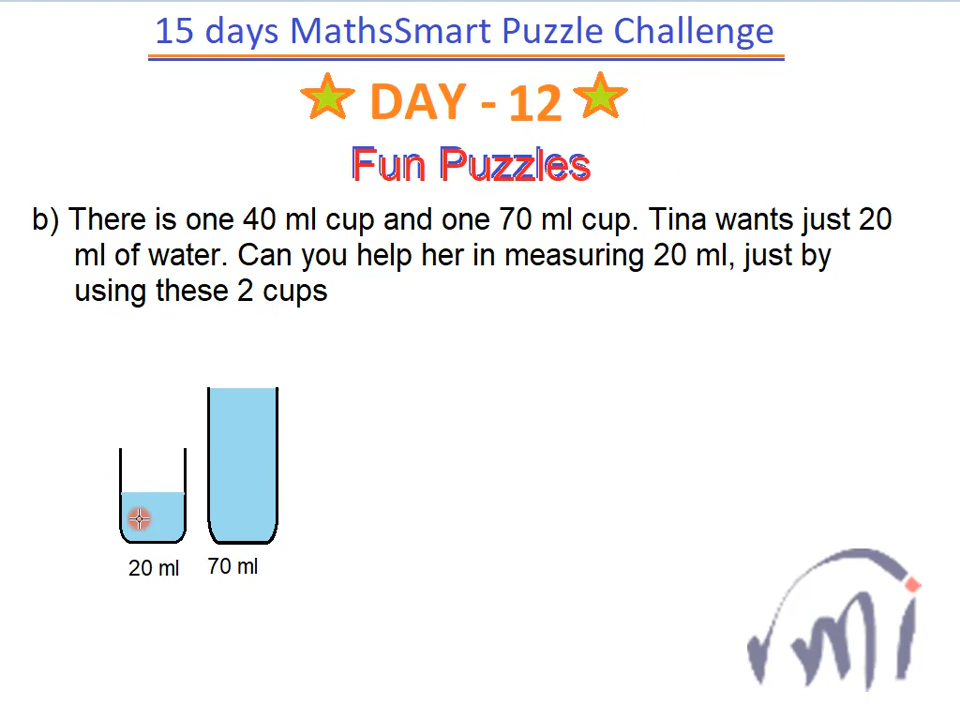 15 days MathsSmart Puzzle Challenge
DAY - 12
Fun Puzzles
b) There is one 40 ml cup and one 70 ml cup. Tina wants just 20
ml of water. Can you help her in measuring 20 ml, just by
using these 2 cups
20 ml 70 ml